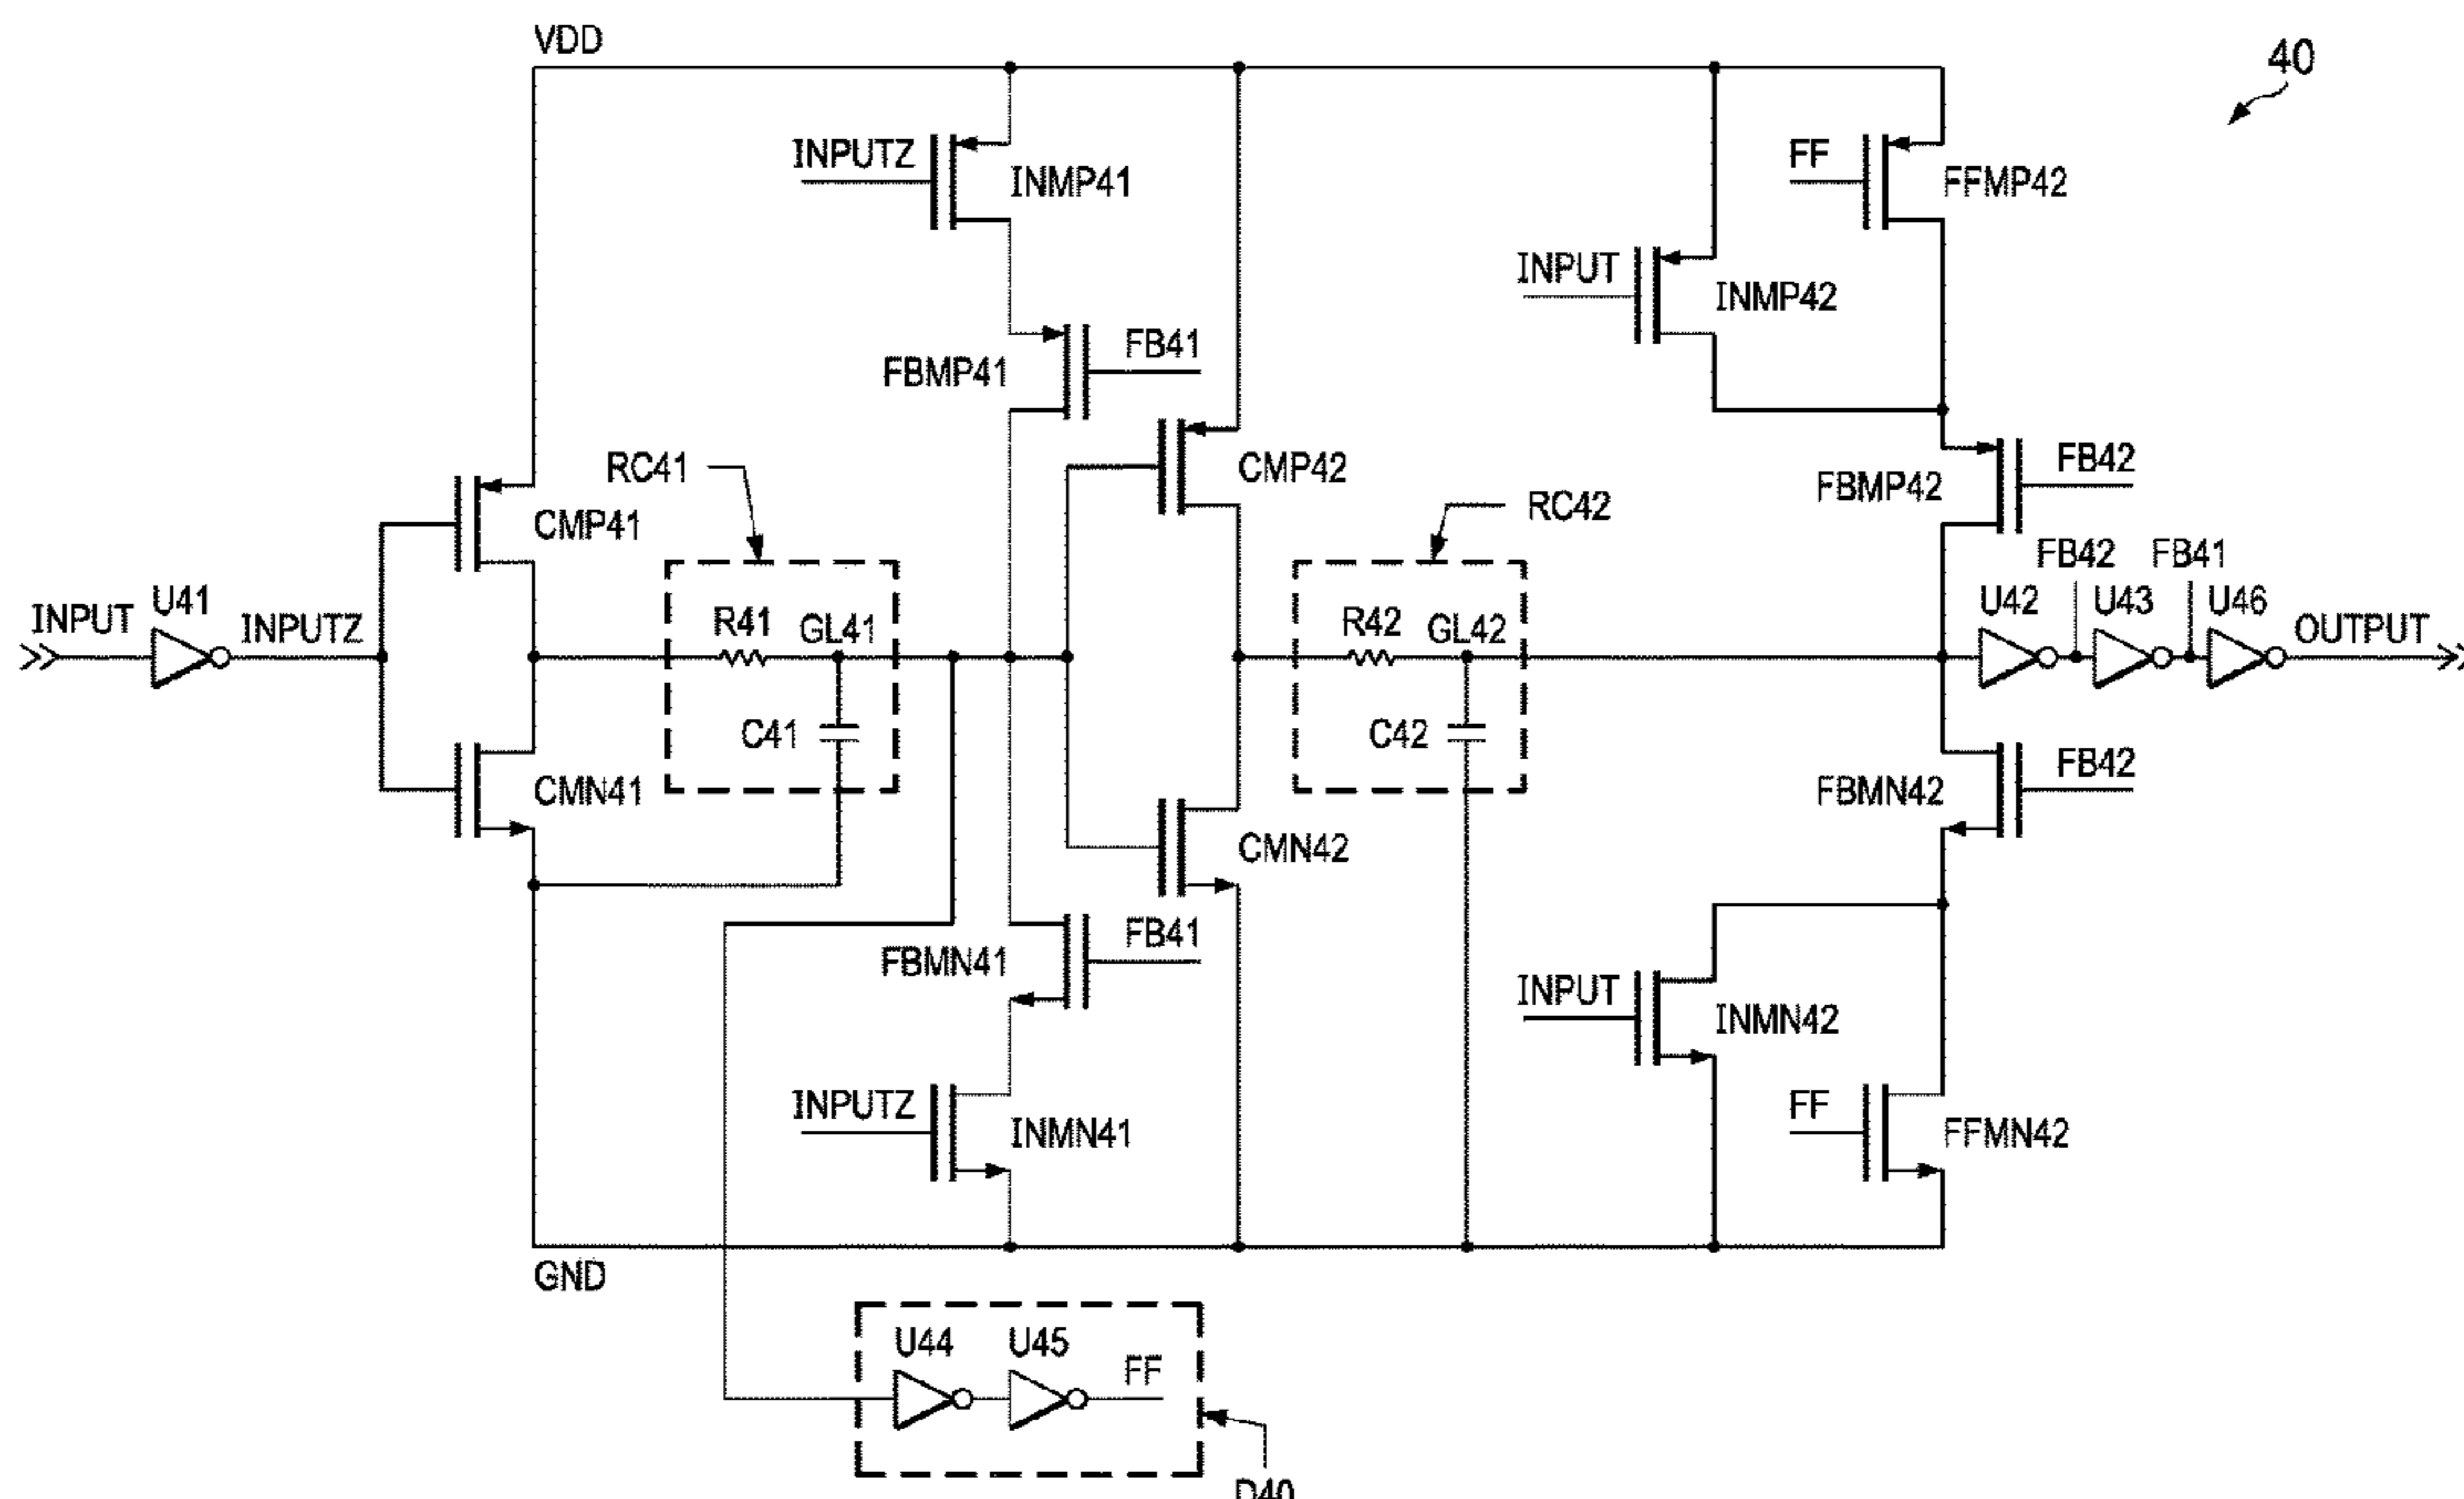 VDD
40
INPUTZ
INMP41
FF
FFMP42
INPUT
INMP42
FB41
FBMP41
RC41
CMP42
RC42
FB42
FBMP42
CMP41
FB42
FB41
INPUT
U41
INPUTZ
R41
GL41
R42
GL42
U42
U43
U46
OUTPUT
C41
C42
FB42
CMN41
FBMN42
CMN42
FB41
FBMN41
INPUT
INMN42
INPUTZ
INMN41
FF
FFMN42
GND
U44
U45
FF
D40